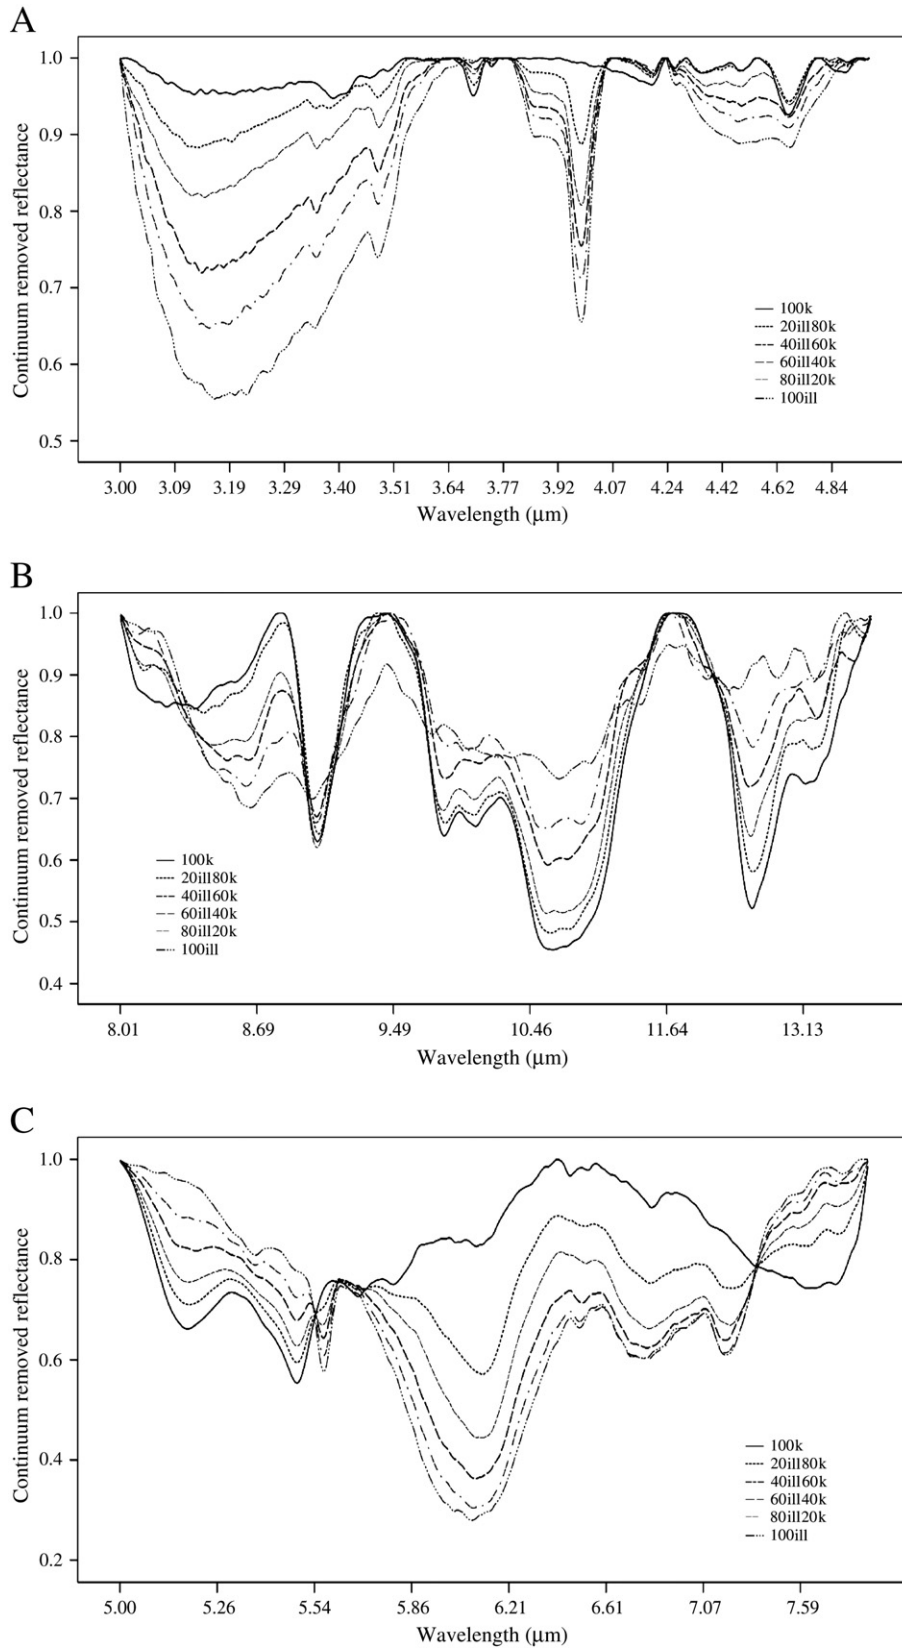 A
Continuum removed reflectance
1.0
0.9
0.8
0.7
0.6
0.5
100k
20ill80k
40ill60k
60ill40k
80ill20k
100ill
3.00 3.09 3.19 3.29 3.40 3.51 3.64 3.77 3.92 4.07 4.24 4.42 4.62 4.84
Wavelength (μm)
B
Continuum removed reflectance
1.0
0.9
0.8
0.7
0.6
0.5
0.4
100k
20ill80k
40ill60k
60ill40k
80ill20k
100ill
8.01 8.69 9.49 10.46 11.64 13.13
Wavelength (μm)
C
Continuum removed reflectance
1.0
0.8
0.6
0.4
0.2
100k
20ill80k
40ill60k
60ill40k
80ill20k
100ill
5.00 5.26 5.54 5.86 6.21 6.61 7.07 7.59
Wavelength (μm)